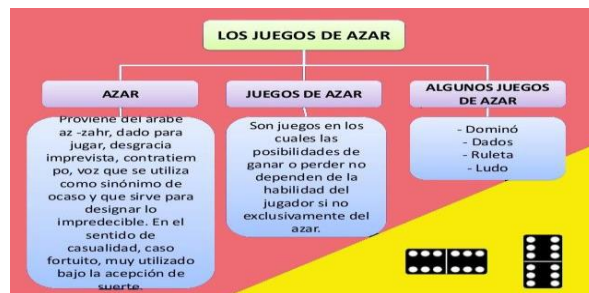 LOS JUEGOS DE AZAR
AZAR
Proviene del árabe
az -zahr, dado para
jugar, desgracia
imprevista, contratiem
po, voz que se utiliza
como sinónimo de
ocaso y que sirve para
designar lo
impredecible. En el
sentido de
casualidad, caso
fortuito, muy utilizado
bajo la acepción de
suerte.
JUEGOS DE AZAR
Son juegos en los
cuales las
posibilidades de
ganar o perder no
dependen de la
habilidad del
jugador si no
exclusivamente del
azar.
ALGUNOS JUEGOS
DE AZAR
- Dominó
- Dados
- Ruleta
- Ludo